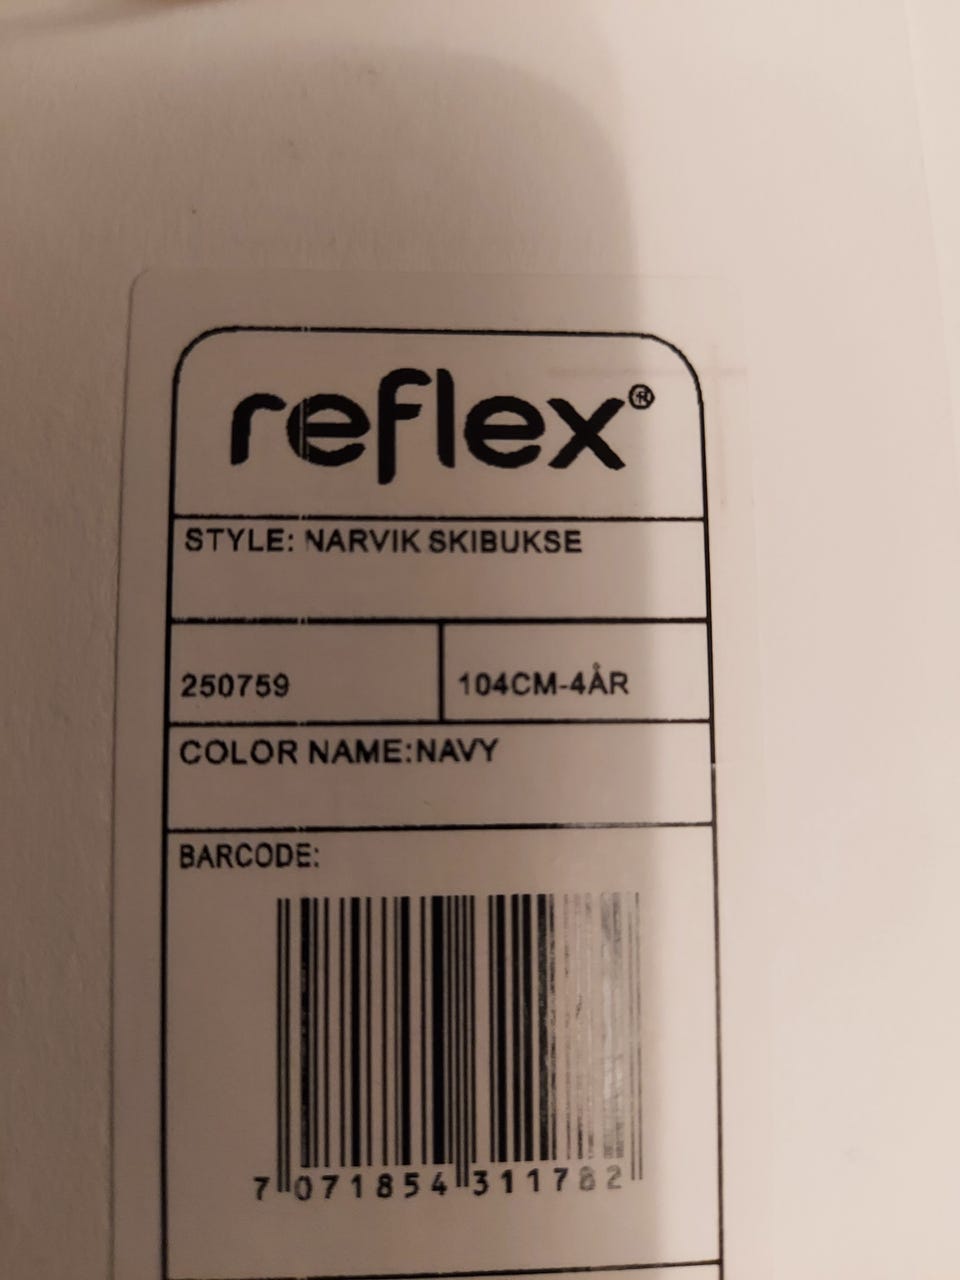 reflex®
STYLE: NARVIK SKIBUKSE
250759
104CM-4ÅR
COLOR NAME:NAVY
BARCODE:
7 071854 311782